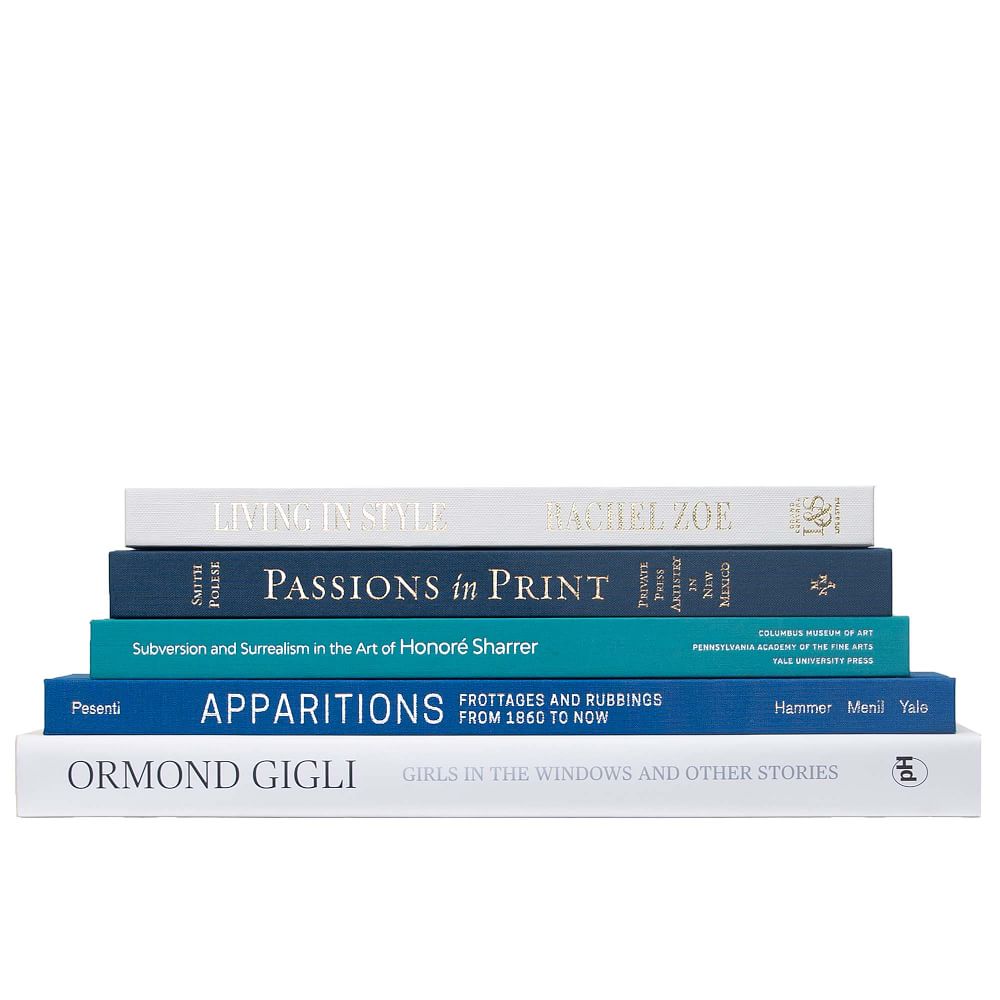 LIVING IN STYLE RACHEL ZOE
LIFE & STYLE
SMITH
POLESE
PASSIONS in PRINT
PRIVATE
PRESS
ARTISTRY
IN
NEW
MEXICO
Subversion and Surrealism in the Art of Honoré Sharrer
COLUMBUS MUSEUM OF ART
PENNSYLVANIA ACADEMY OF THE FINE ARTS
YALE UNIVERSITY PRESS
Pesenti
APPARITIONS
FROTTAGES AND RUBBINGS
FROM 1860 TO NOW
Hammer Menil Yale
ORMOND GIGLI GIRLS IN THE WINDOWS AND OTHER STORIES
pH